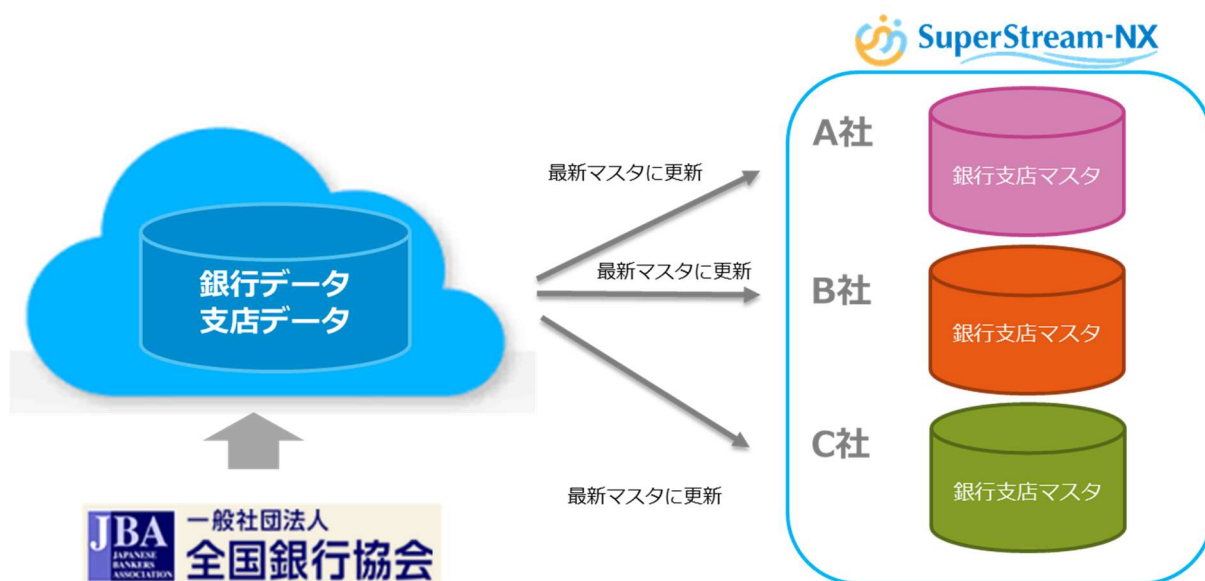 SuperStream-NX
A社
銀行支店マスタ
最新マスタに更新
銀行データ
支店データ
最新マスタに更新
B社
銀行支店マスタ
C社
銀行支店マスタ
最新マスタに更新
JBA
JAPANESE
BANKERS
ASSOCIATION
一般社団法人
全国銀行協会